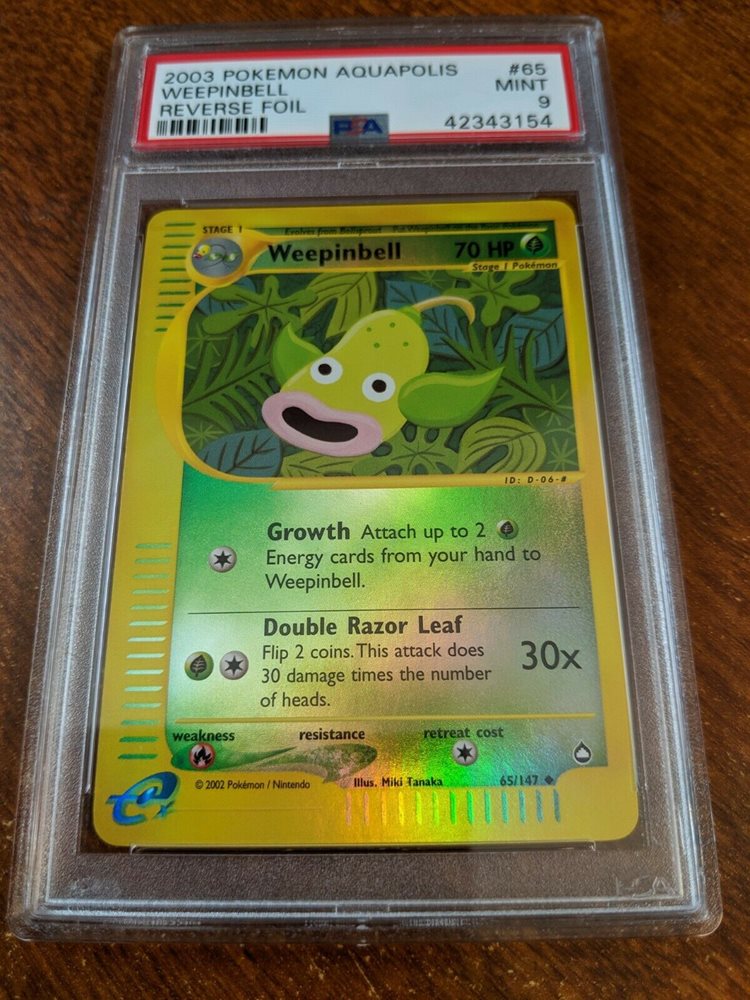 2003 POKEMON AQUAPOLIS #65
WEEPINBELL MINT
REVERSE FOIL 9
PSA 42343154
STAGE 1 Evolves from Bellsprout
Weepinbell 70 HP
Stage 1 Pokémon
ID: D-06-#
Growth Attach up to 2
Energy cards from your hand to
Weepinbell.
Double Razor Leaf
Flip 2 coins. This attack does
30 damage times the number
of heads.
30x
weakness resistance retreat cost
© 2002 Pokémon / Nintendo Illus. Miki Tanaka 65/147
e